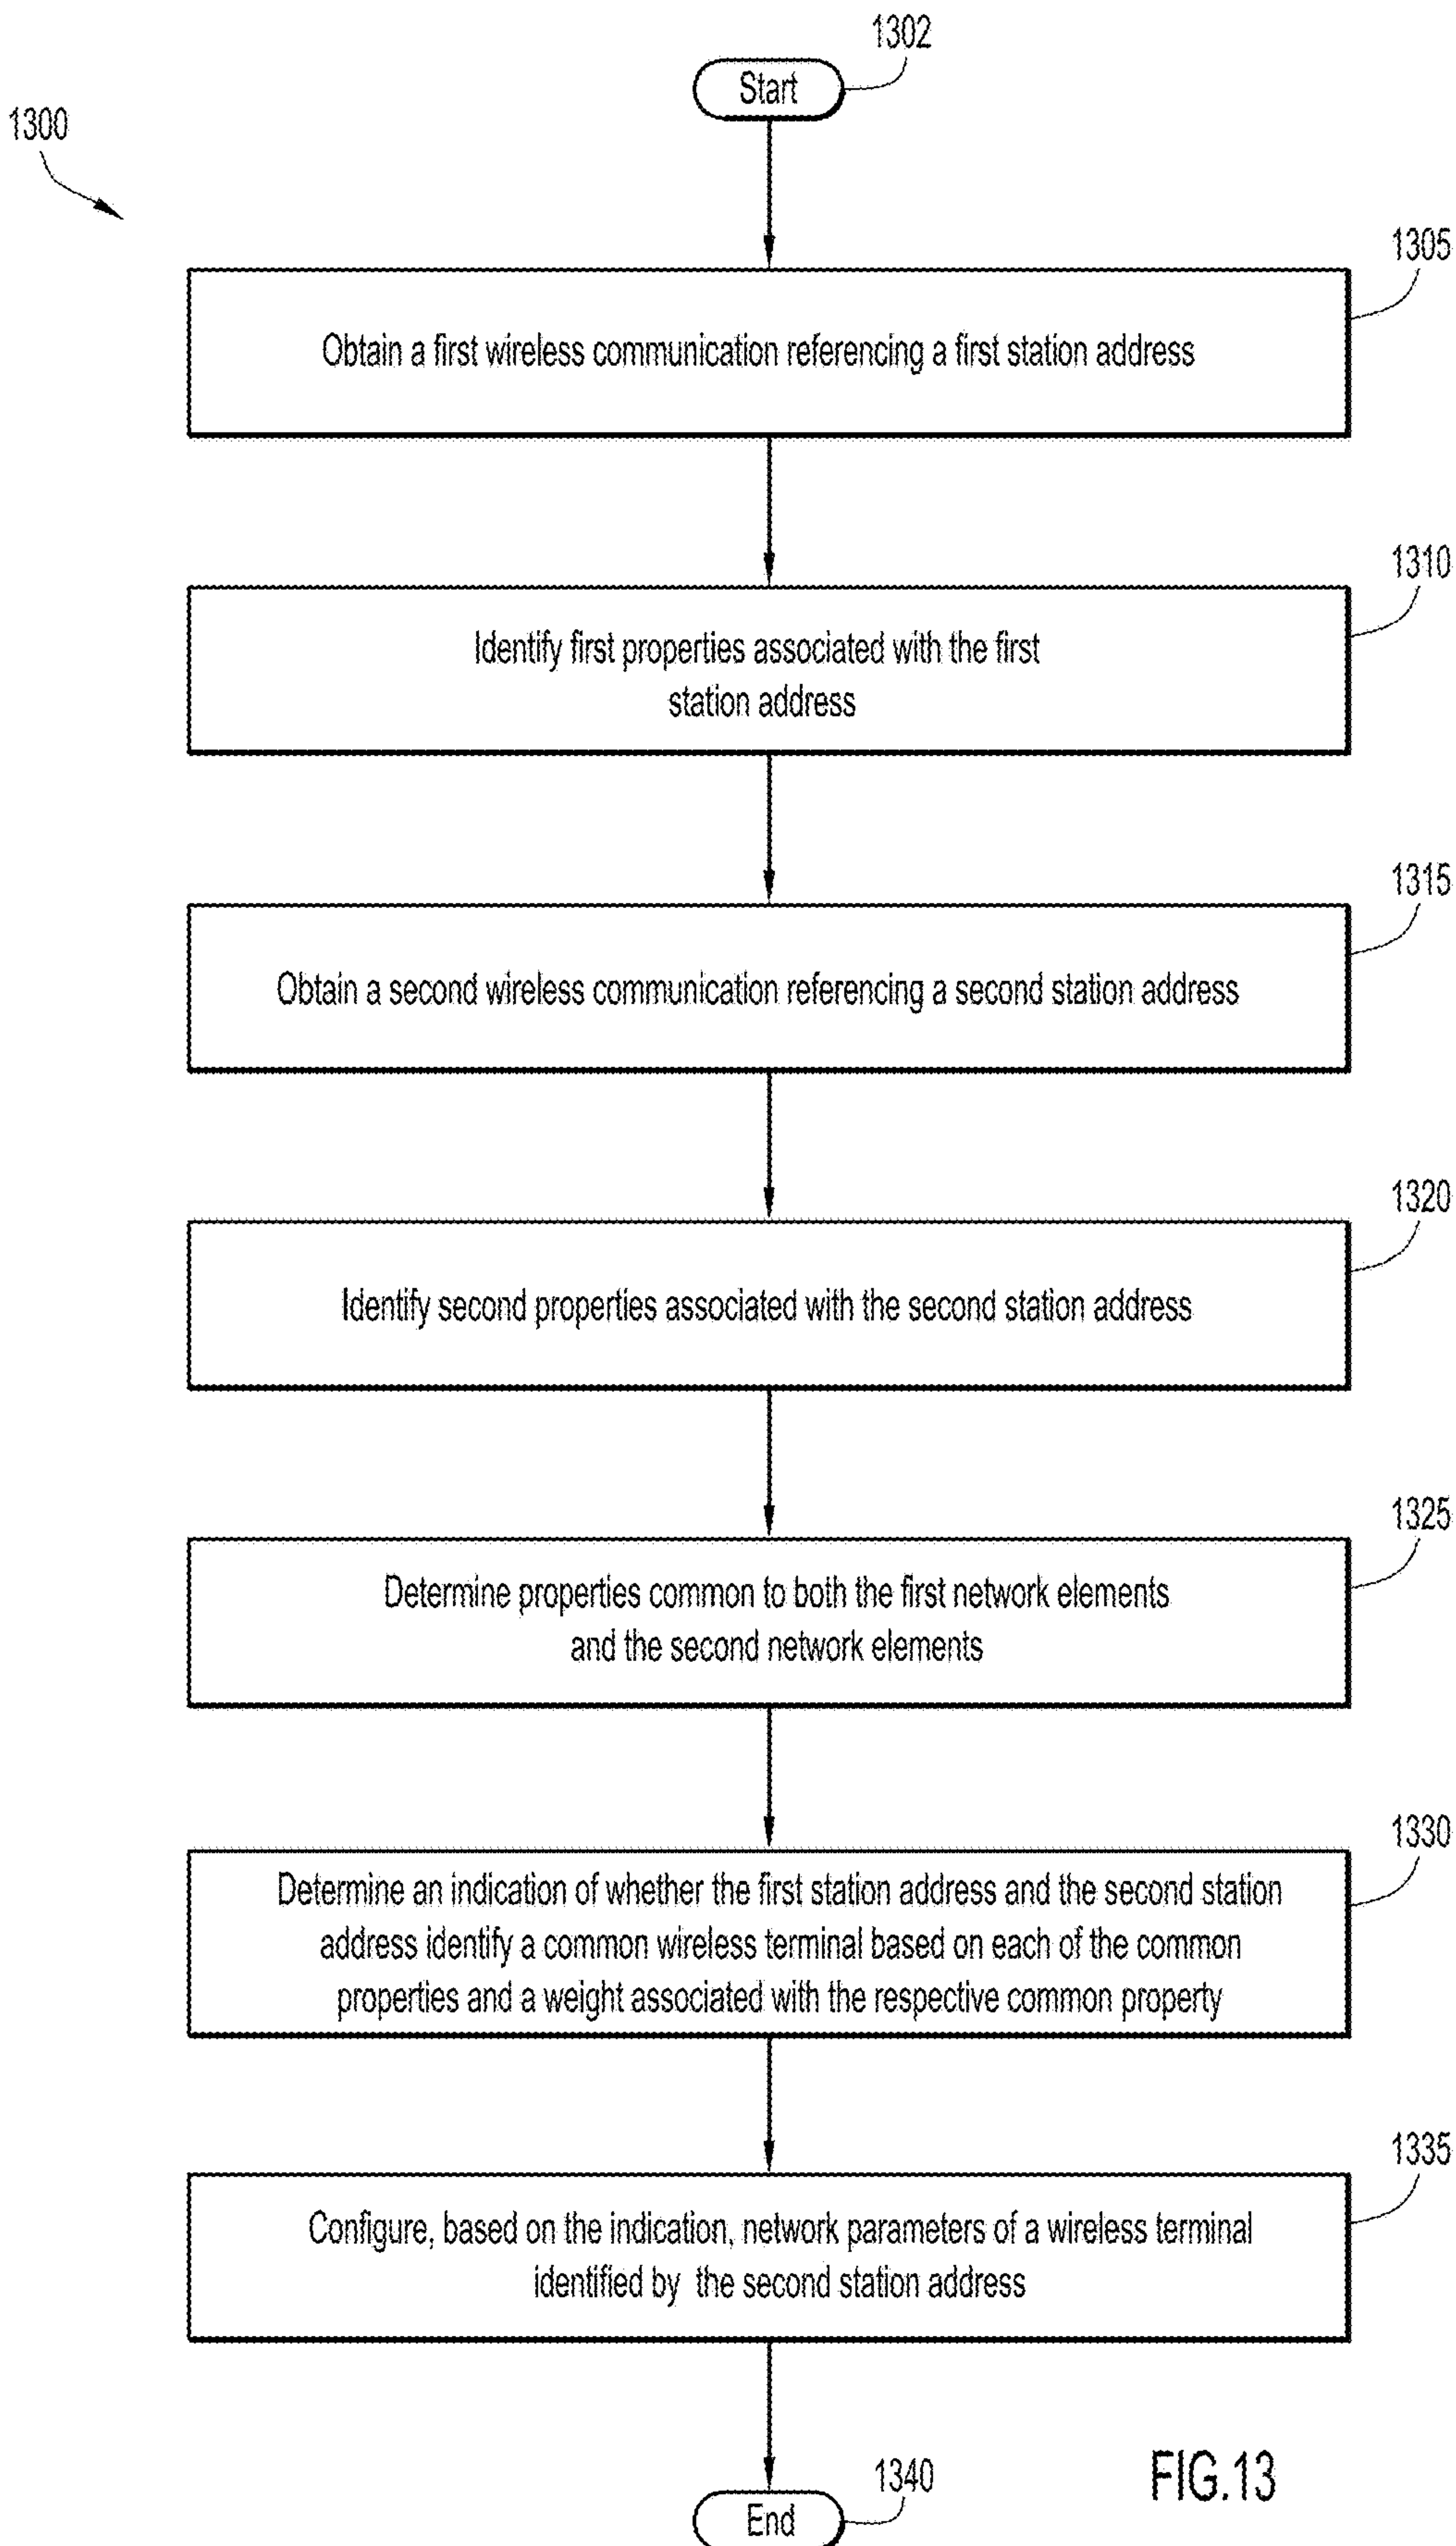 1302
Start
1300
1305
Obtain a first wireless communication referencing a first station address
1310
Identify first properties associated with the first
station address
1315
Obtain a second wireless communication referencing a second station address
1320
Identify second properties associated with the second station address
1325
Determine properties common to both the first network elements
and the second network elements
1330
Determine an indication of whether the first station address and the second station
address identify a common wireless terminal based on each of the common
properties and a weight associated with the respective common property
1335
Configure, based on the indication, network parameters of a wireless terminal
identified by the second station address
1340
End
FIG.13